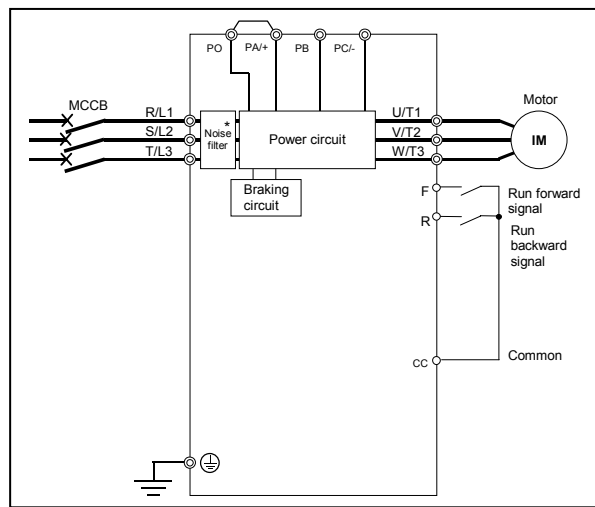 PO
PA/+
PB
PC/-
MCCB
R/L1
S/L2
T/L3
*
Noise
filter
Power circuit
Braking
circuit
U/T1
V/T2
W/T3
Motor
IM
F
Run forward
signal
R
Run
backward
signal
CC
Common